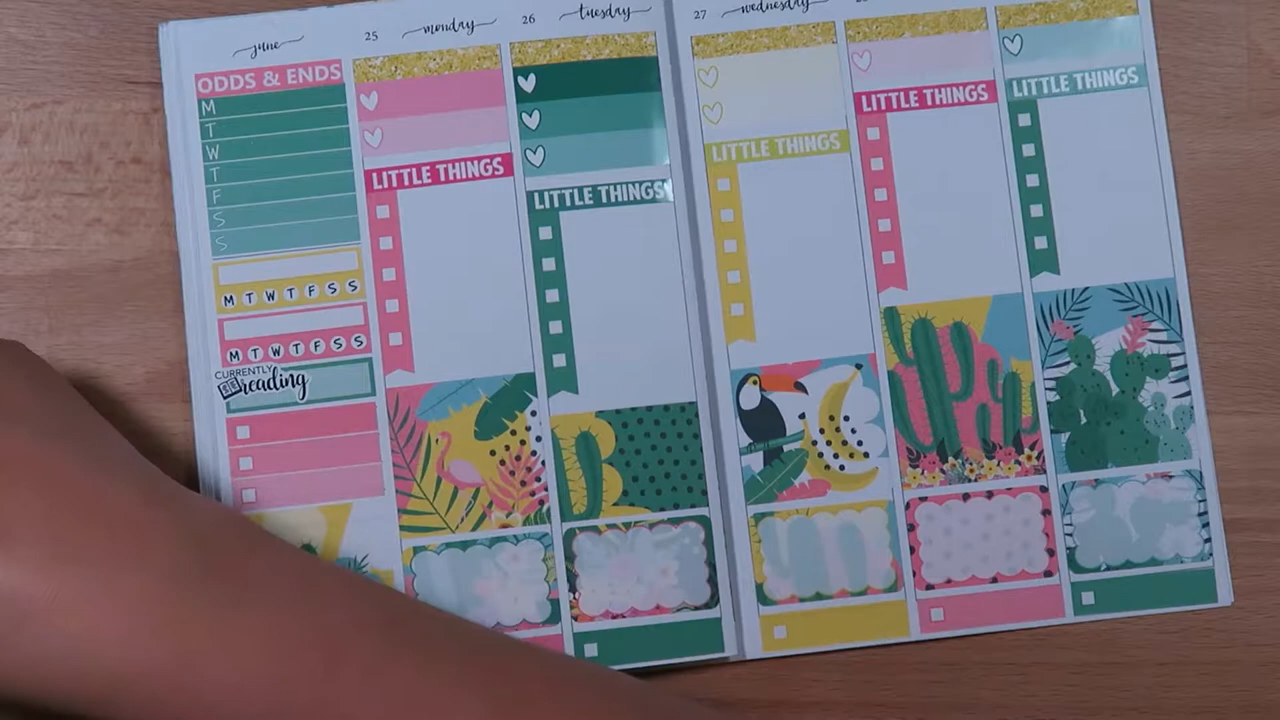 june
25 monday
26 tuesday
27 wednesday
ODDS & ENDS
M
T
W
T
F
S
S
LITTLE THINGS
LITTLE THINGS
LITTLE THINGS
LITTLE THINGS
LITTLE THINGS
M T W T F S S
M T W T F S S
CURRENTLY
reading